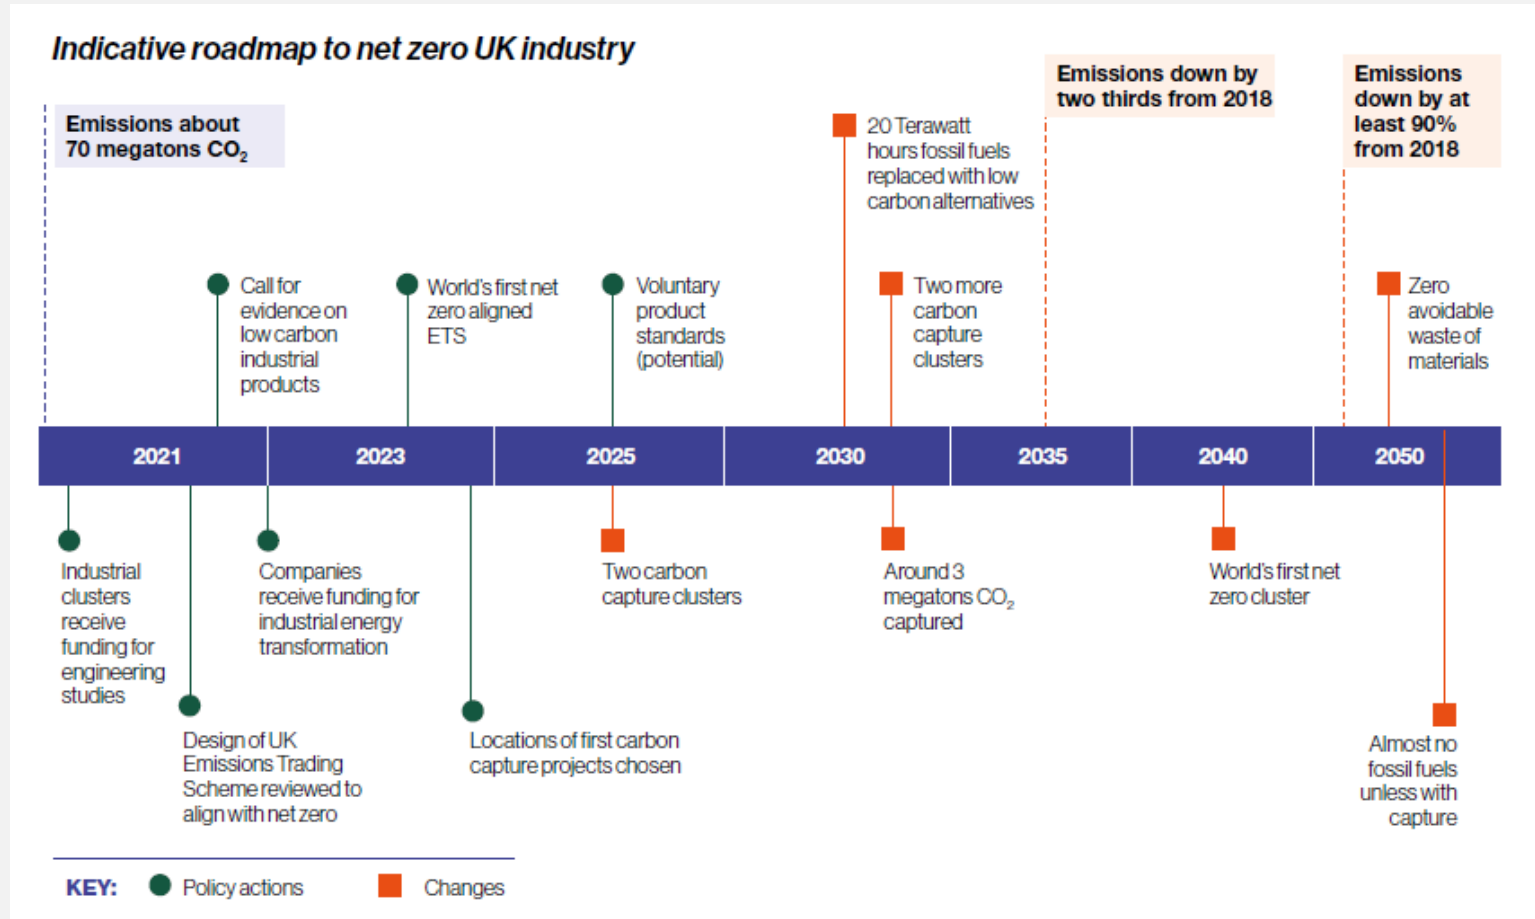 Indicative roadmap to net zero UK industry
Emissions about
70 megatons CO₂
Emissions down by
two thirds from 2018
Emissions
down by at
least 90%
from 2018
20 Terawatt
hours fossil fuels
replaced with low
carbon alternatives
Call for
evidence on
low carbon
industrial
products
World's first net
zero aligned
ETS
Voluntary
product
standards
(potential)
Two more
carbon
capture
clusters
Zero
avoidable
waste of
materials
2021
2023
2025
2030
2035
2040
2050
Industrial
clusters
receive
funding for
engineering
studies
Companies
receive funding for
industrial energy
transformation
Two carbon
capture clusters
Around 3
megatons CO₂
captured
World's first net
zero cluster
Design of UK
Emissions Trading
Scheme reviewed to
align with net zero
Locations of first carbon
capture projects chosen
Almost no
fossil fuels
unless with
capture
KEY:
Policy actions
Changes